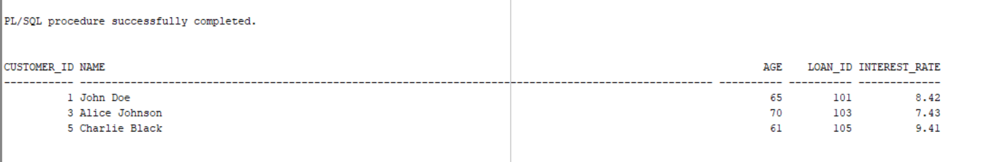 PL/SQL procedure successfully completed.
CUSTOMER_ID NAME AGE LOAN_ID INTEREST_RATE
----------- ---------------------------------------------------------------------------------------------------- ---------- ---------- -------------
1 John Doe 65 101 8.42
3 Alice Johnson 70 103 7.43
5 Charlie Black 61 105 9.41